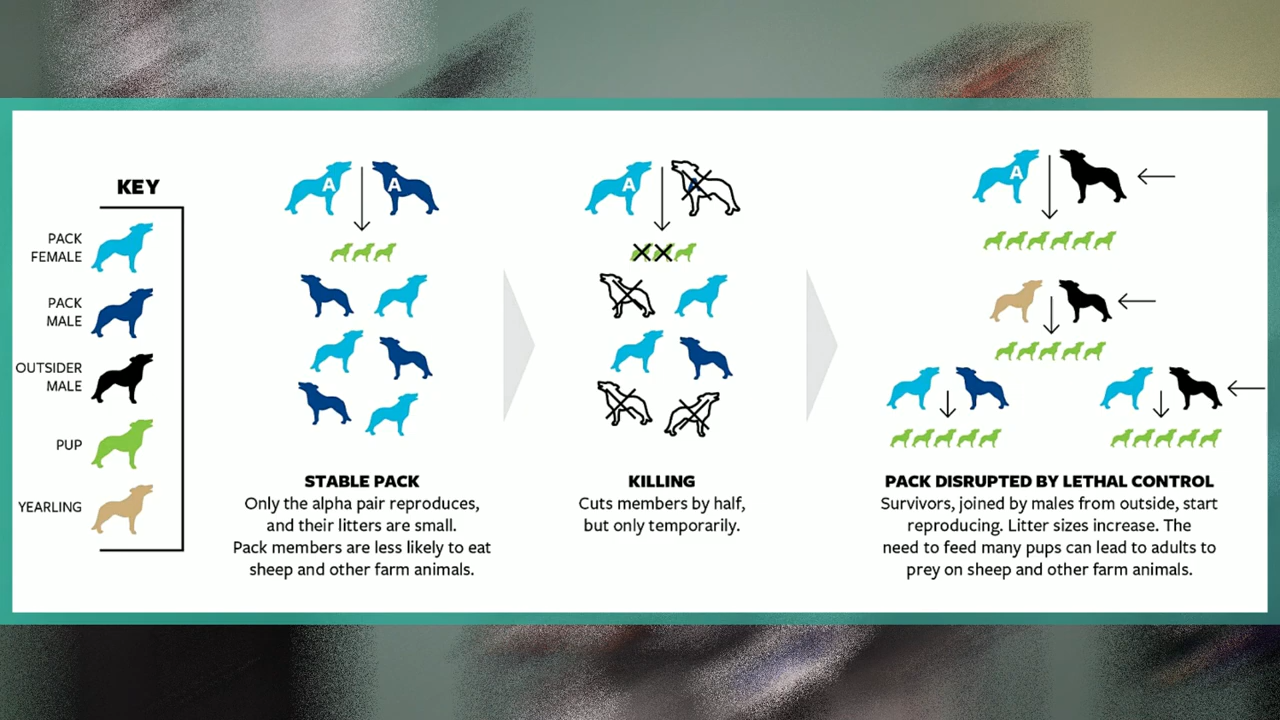 KEY
PACK
FEMALE
PACK
MALE
OUTSIDER
MALE
PUP
YEARLING
A
A
STABLE PACK
Only the alpha pair reproduces,
and their litters are small.
Pack members are less likely to eat
sheep and other farm animals.
A
A
KILLING
Cuts members by half,
but only temporarily.
A
PACK DISRUPTED BY LETHAL CONTROL
Survivors, joined by males from outside, start
reproducing. Litter sizes increase. The
need to feed many pups can lead to adults to
prey on sheep and other farm animals.